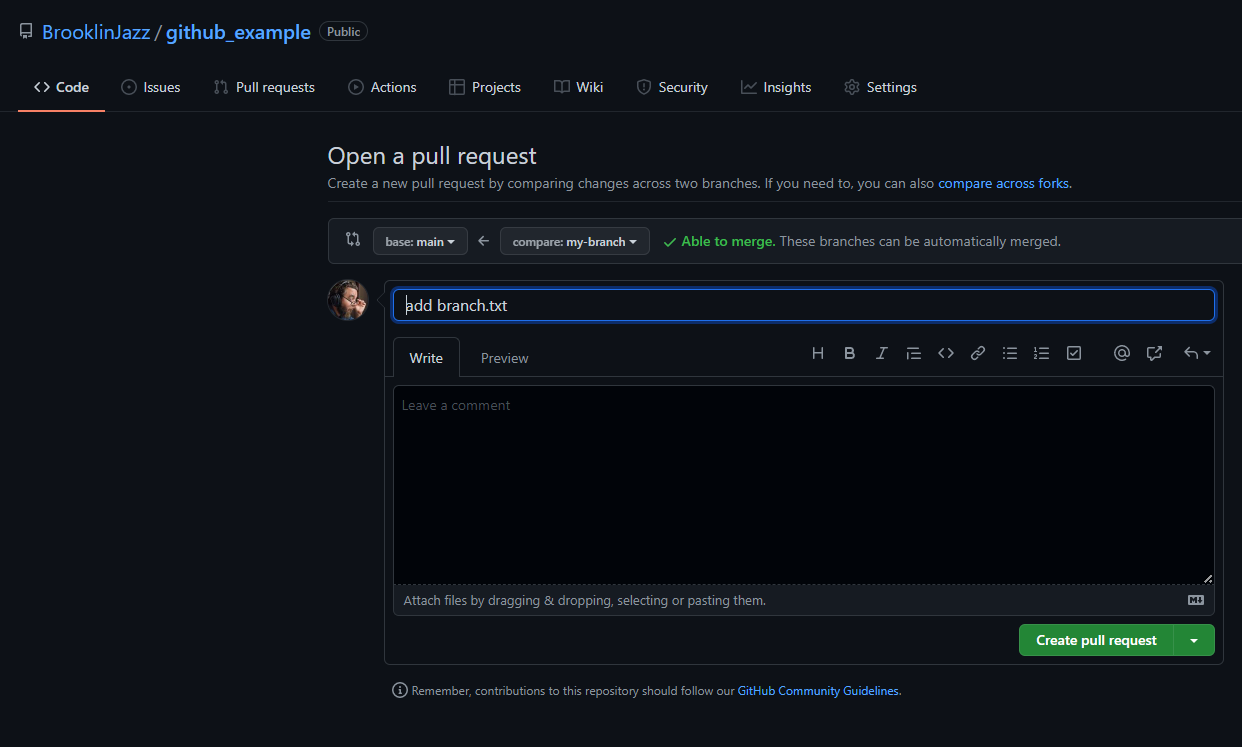 BrooklinJazz / github_example Public
Code Issues Pull requests Actions Projects Wiki Security Insights Settings
Open a pull request
Create a new pull request by comparing changes across two branches. If you need to, you can also compare across forks.
base: main compare: my-branch Able to merge. These branches can be automatically merged.
add branch.txt
Write Preview
Leave a comment
Attach files by dragging & dropping, selecting or pasting them.
Create pull request
Remember, contributions to this repository should follow our GitHub Community Guidelines.